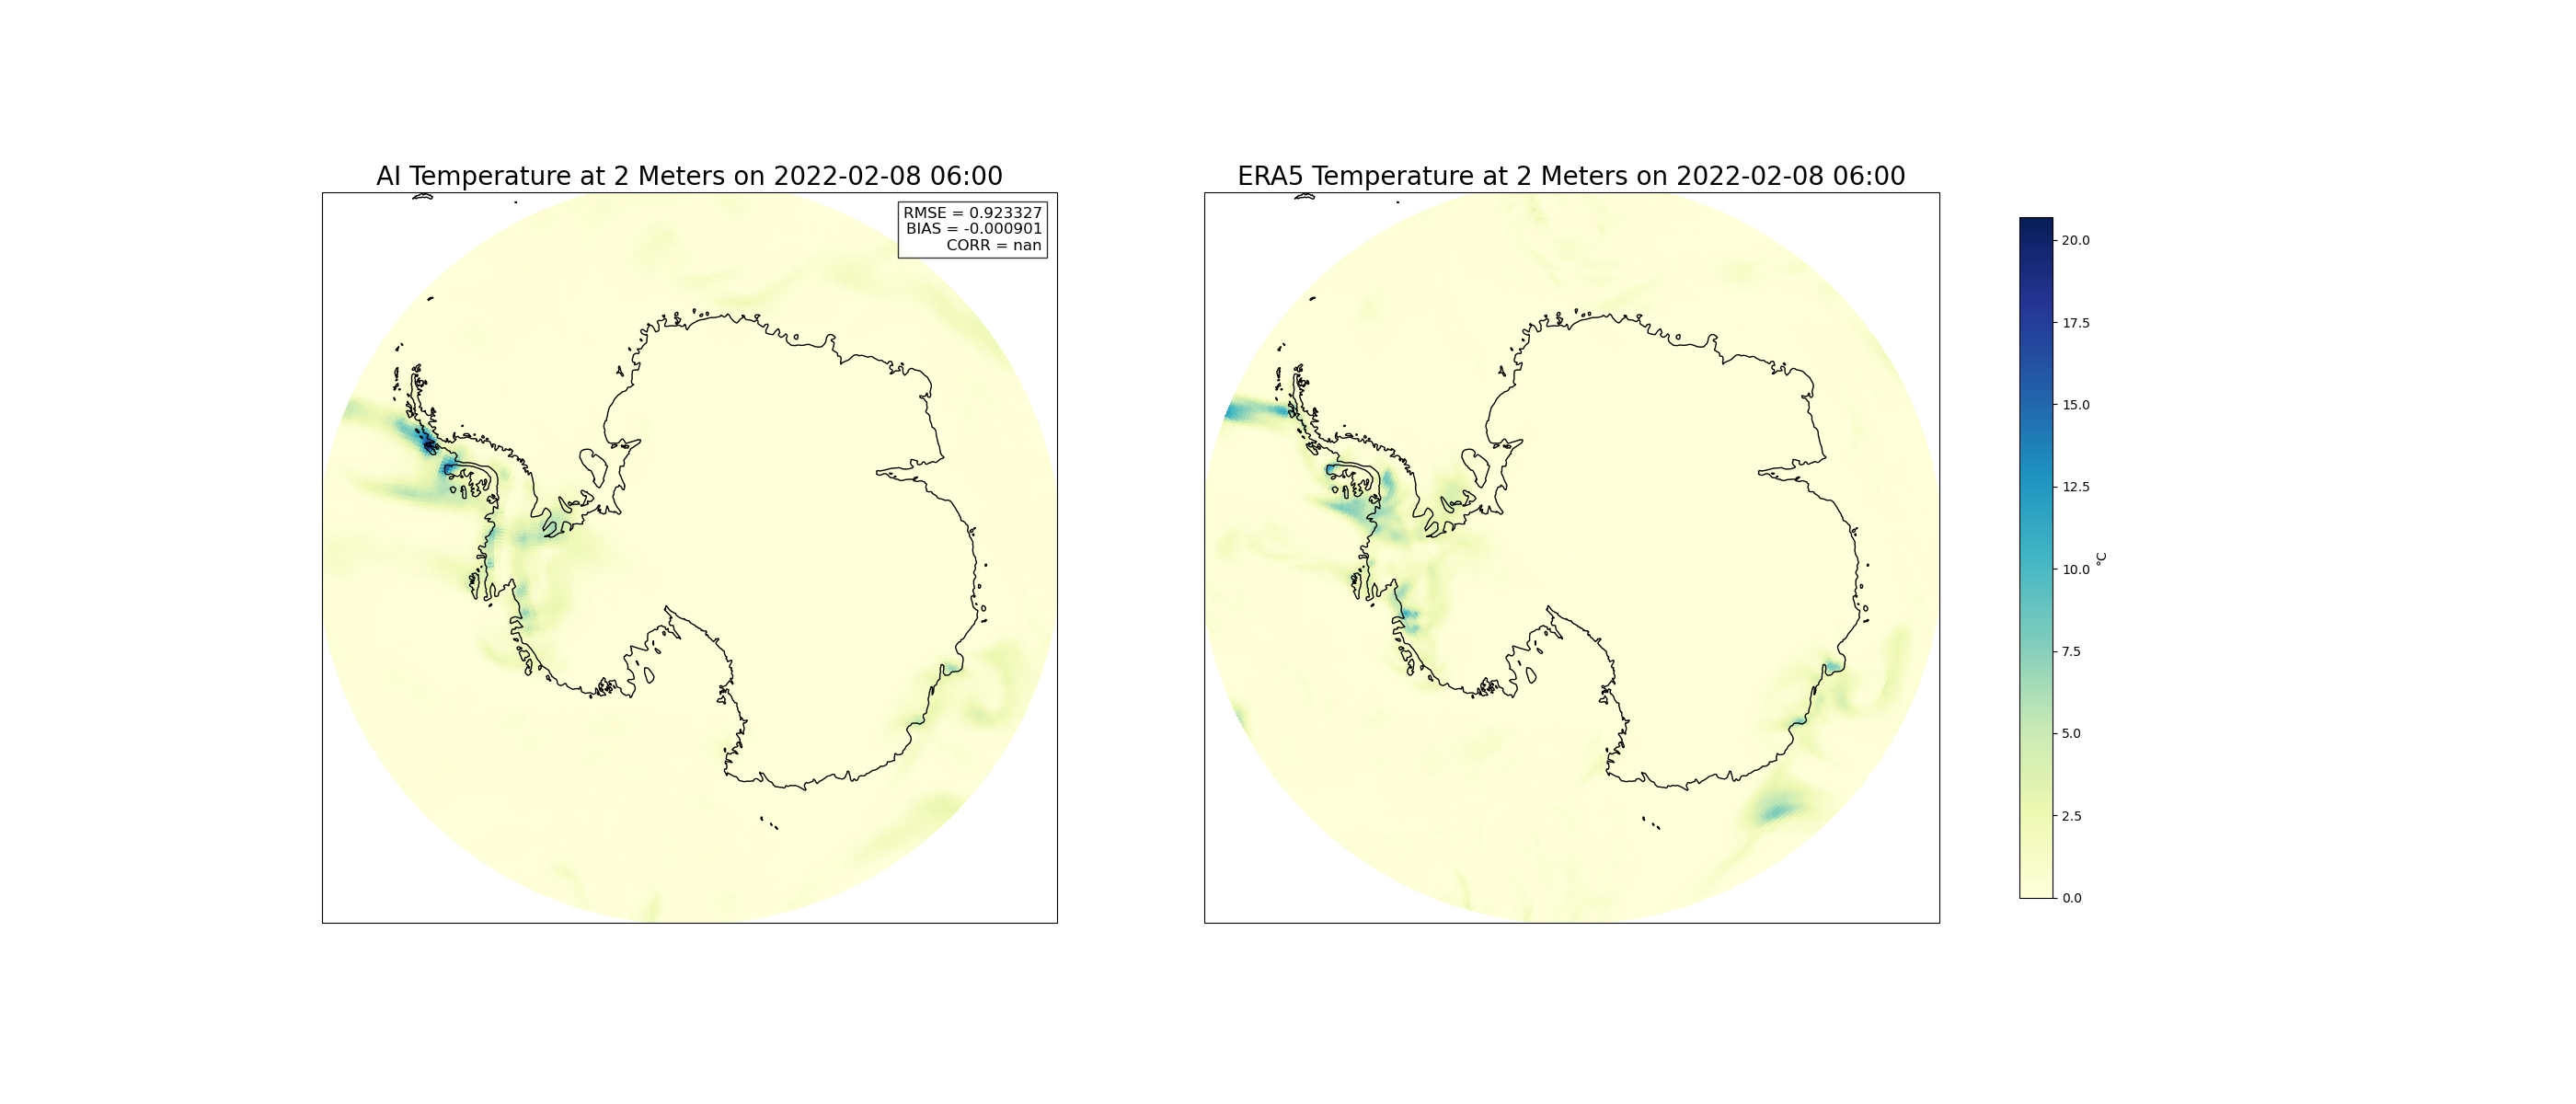 AI Temperature at 2 Meters on 2022-02-08 06:00
RMSE = 0.923327
BIAS = -0.000901
CORR = nan
ERA5 Temperature at 2 Meters on 2022-02-08 06:00
20.0
17.5
15.0
12.5
10.0
7.5
5.0
2.5
0.0
°C